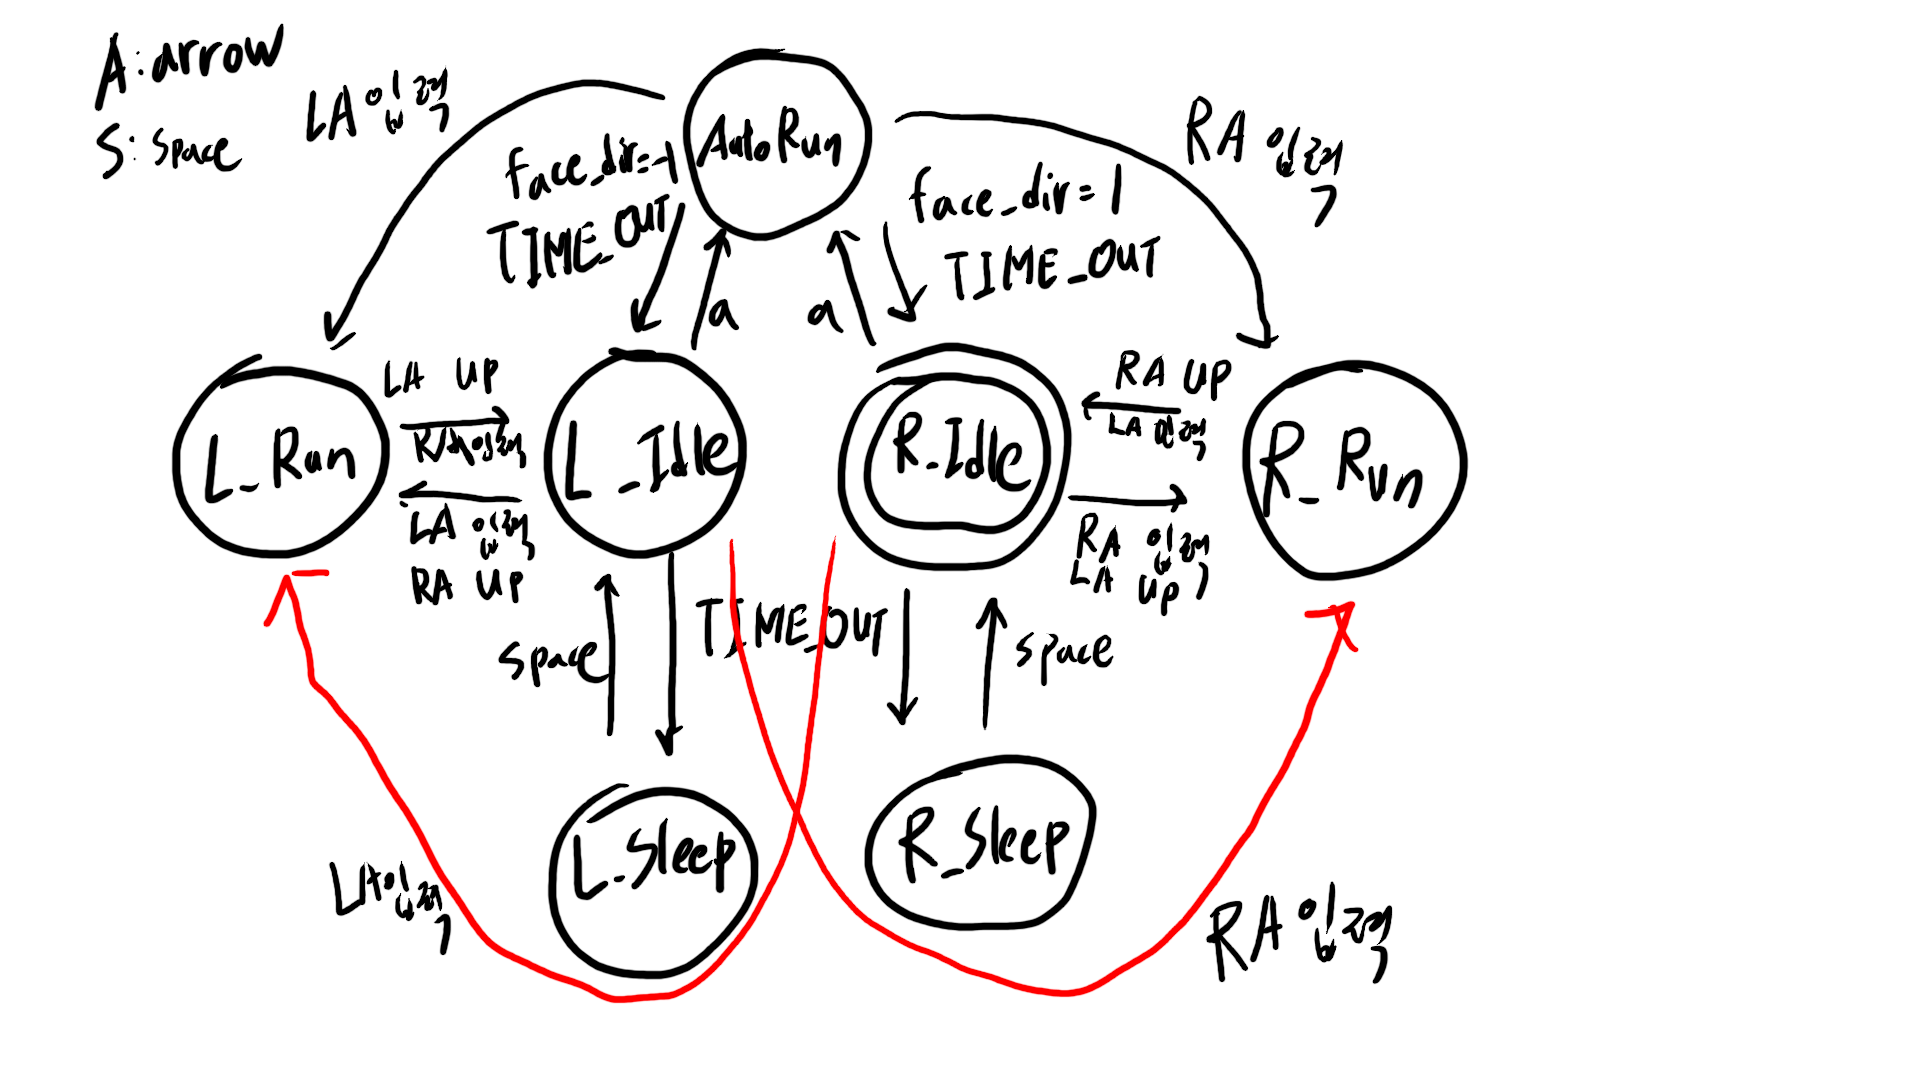 A: arrow
S: space
LA 입력
AutoRun
RA 입력
face_dir=-1
TIME_OUT
face_dir=1
TIME_OUT
a
a
L_Run
LA UP
RA 입력
LA 입력
RA UP
L_Idle
R_Idle
RA UP
LA 입력
RA 입력
LA UP
R_Run
space
TIME_OUT
space
L_Sleep
R_Sleep
LA 입력
RA 입력